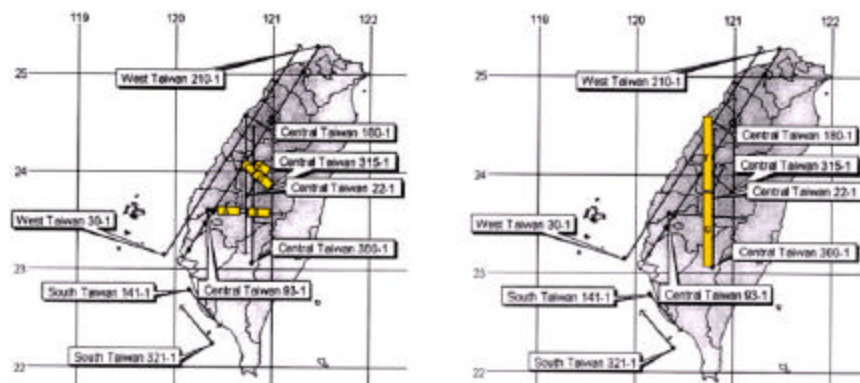 119 120 121 122
25
West Taiwan 210-1
Central Taiwan 180-1
Central Taiwan 315-1
24
Central Taiwan 22-1
West Taiwan 30-1
Central Taiwan 360-1
23
Central Taiwan 93-1
South Taiwan 141-1
South Taiwan 321-1
22
119 120 121 122
25
West Taiwan 210-1
Central Taiwan 180-1
Central Taiwan 315-1
24
Central Taiwan 22-1
West Taiwan 30-1
Central Taiwan 360-1
23
Central Taiwan 93-1
South Taiwan 141-1
South Taiwan 321-1
22